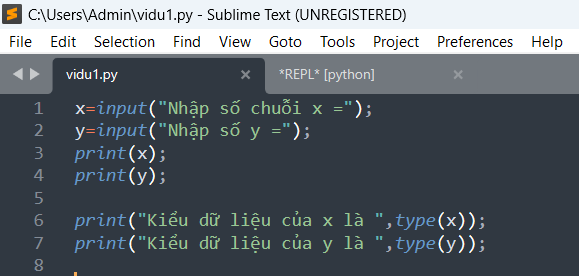 C:\Users\Admin\vidu1.py - Sublime Text (UNREGISTERED)
File Edit Selection Find View Goto Tools Project Preferences Help
vidu1.py × *REPL* [python] ×
1 x=input("Nhập số chuỗi x =");
2 y=input("Nhập số y =");
3 print(x);
4 print(y);
5
6 print("Kiểu dữ liệu của x là ",type(x));
7 print("Kiểu dữ liệu của y là ",type(y));
8